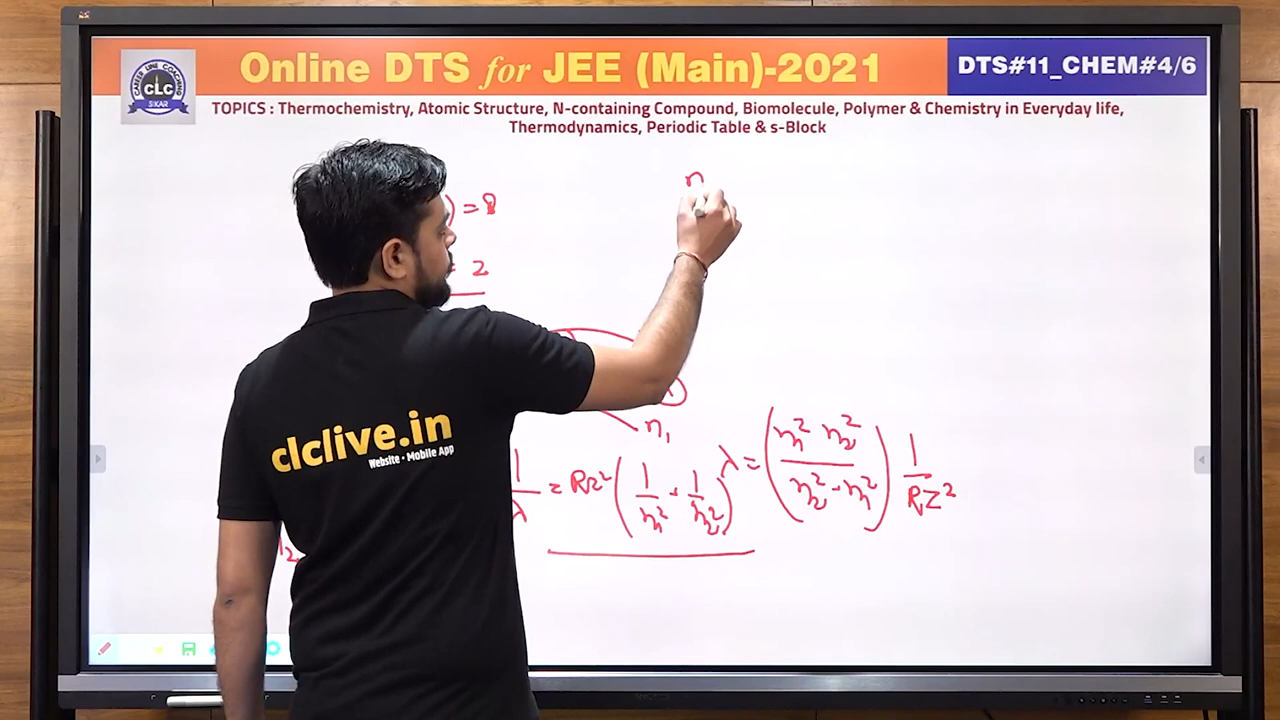 Online DTS for JEE (Main)-2021
DTS#11_CHEM#4/6
CAREER LINE COACHING
CLC
SIKAR
TOPICS : Thermochemistry, Atomic Structure, N-containing Compound, Biomolecule, Polymer & Chemistry in Everyday life,
Thermodynamics, Periodic Table & s-Block
n
) = 8
= 2
n₁
1/λ = RZ² (1/n₁² - 1/n₂²)
λ = (n₁² n₂² / n₂² - n₁²) 1/RZ²
clclive.in
Website • Mobile App